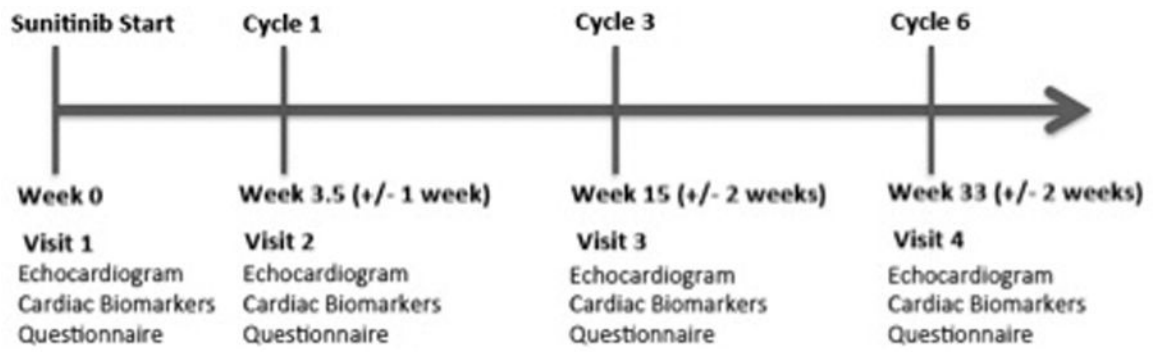 Sunitinib Start
Cycle 1
Cycle 3
Cycle 6
Week 0
Week 3.5 (+/- 1 week)
Week 15 (+/- 2 weeks)
Week 33 (+/- 2 weeks)
Visit 1
Echocardiogram
Cardiac Biomarkers
Questionnaire
Visit 2
Echocardiogram
Cardiac Biomarkers
Questionnaire
Visit 3
Echocardiogram
Cardiac Biomarkers
Questionnaire
Visit 4
Echocardiogram
Cardiac Biomarkers
Questionnaire